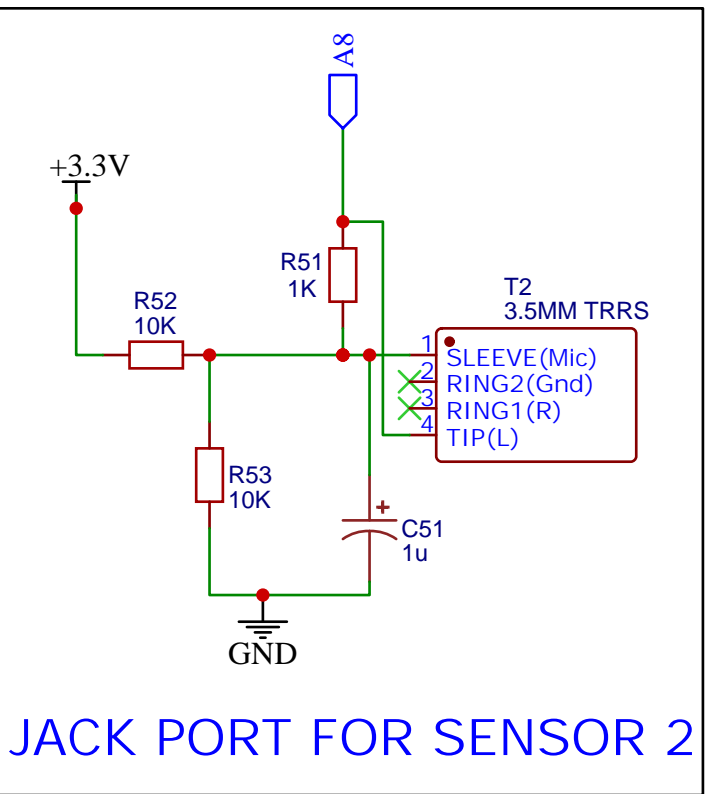 A8
+3.3V
R51
1K
R52
10K
T2
3.5MM TRRS
1
SLEEVE(Mic)
2
RING2(Gnd)
3
RING1(R)
4
TIP(L)
R53
10K
+
C51
1u
GND
JACK PORT FOR SENSOR 2